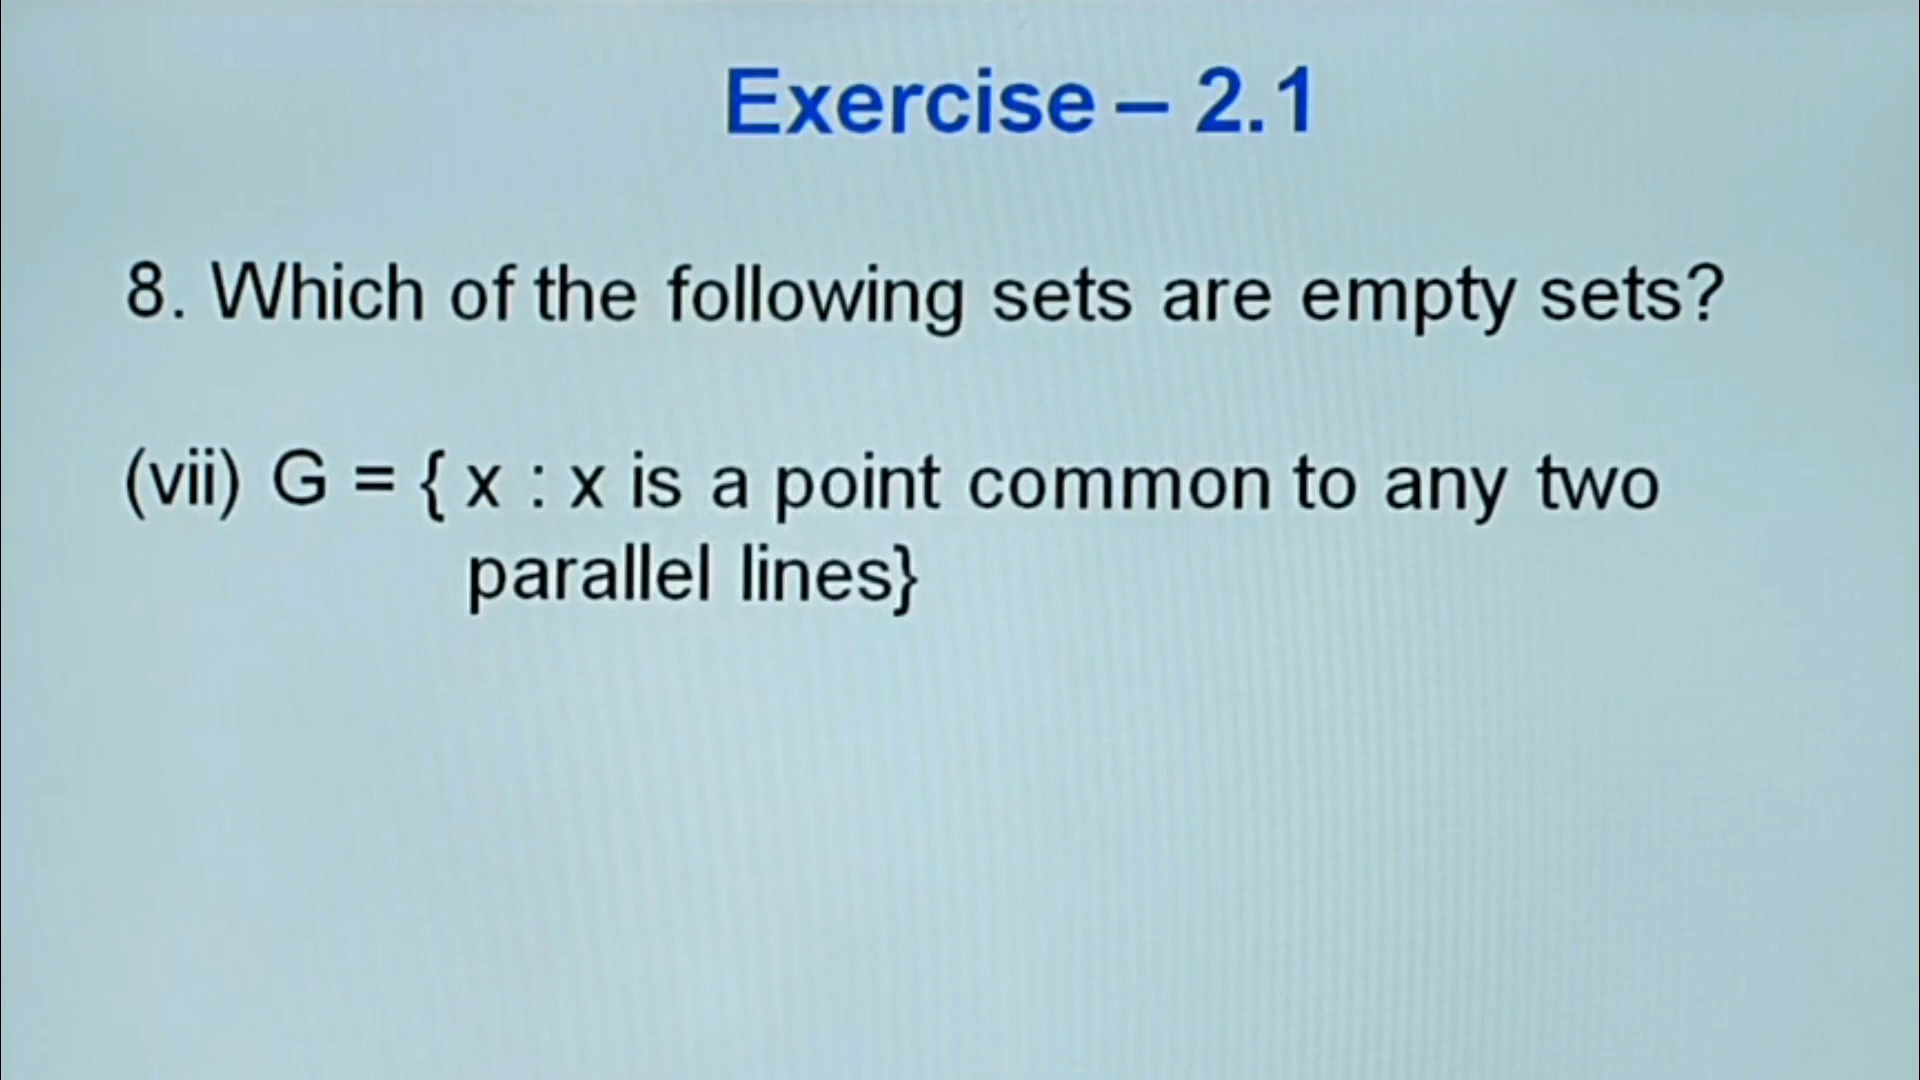 Exercise – 2.1
8. Which of the following sets are empty sets?
(vii) G = { x : x is a point common to any two
parallel lines}